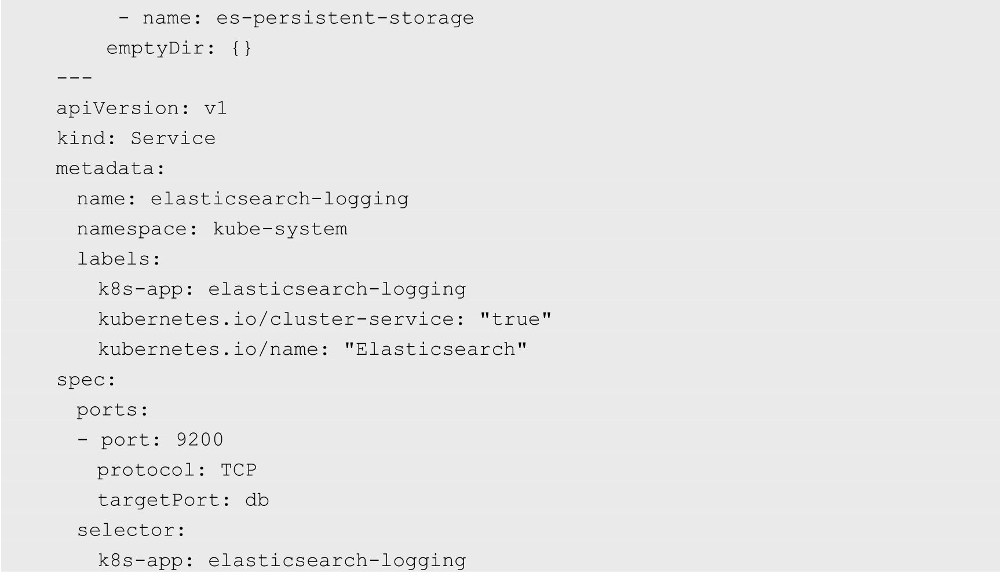 - name: es-persistent-storage
emptyDir: {}
---
apiVersion: v1
kind: Service
metadata:
name: elasticsearch-logging
namespace: kube-system
labels:
k8s-app: elasticsearch-logging
kubernetes.io/cluster-service: "true"
kubernetes.io/name: "Elasticsearch"
spec:
ports:
- port: 9200
protocol: TCP
targetPort: db
selector:
k8s-app: elasticsearch-logging